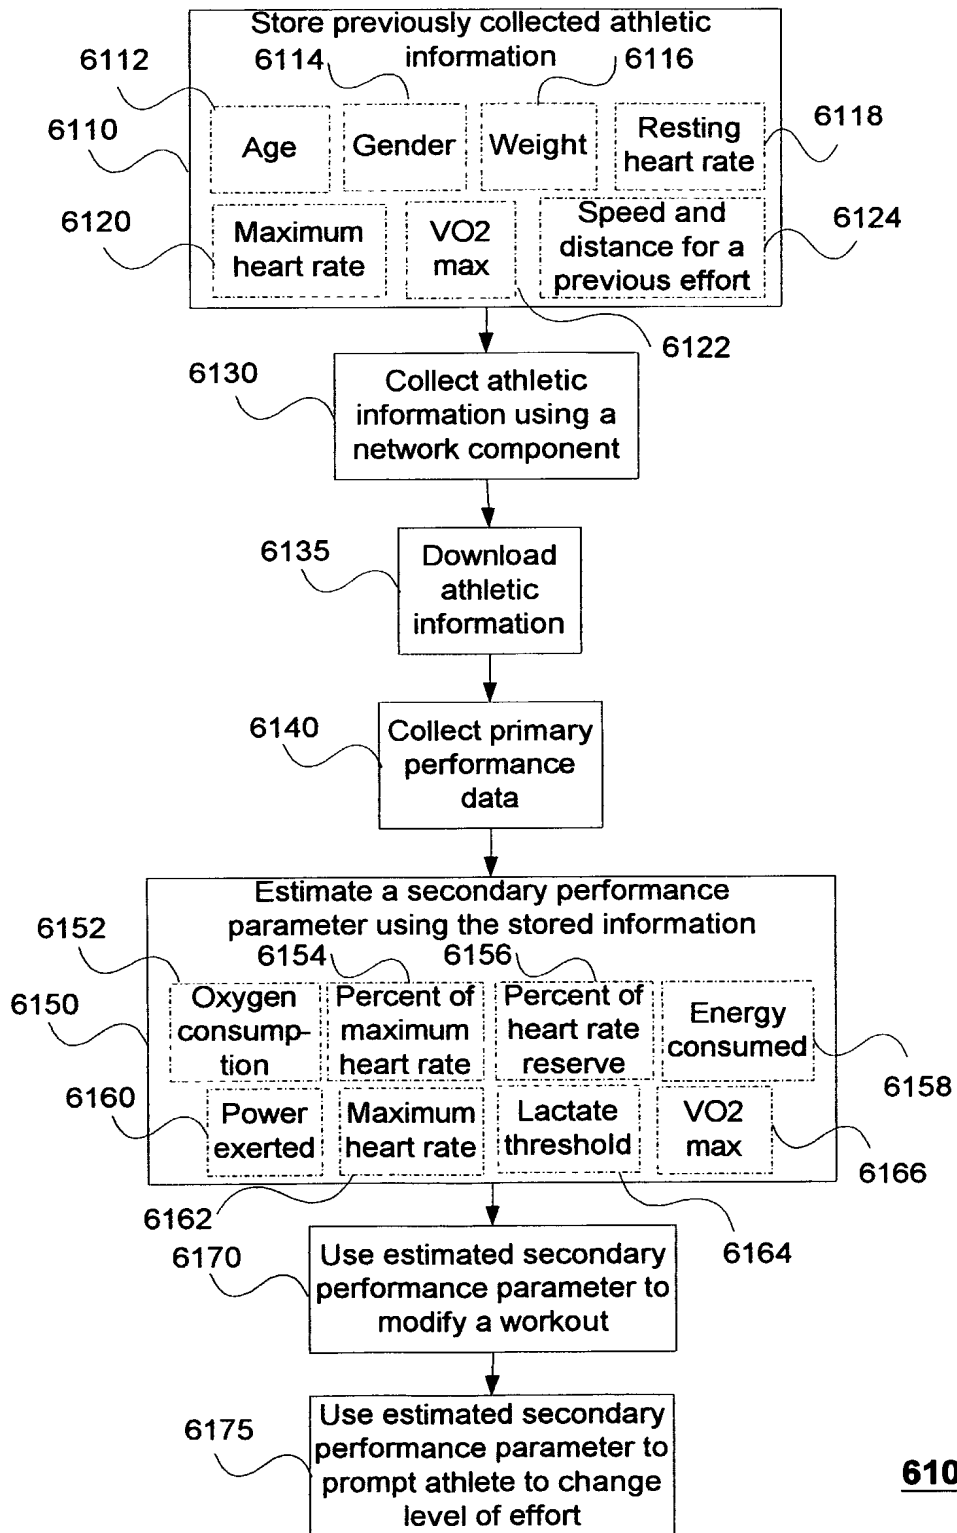 Store previously collected athletic
information
6112
6114
6116
6110
Age
Gender
Weight
Resting
heart rate
6118
6120
Maximum
heart rate
VO2
max
Speed and
distance for a
previous effort
6124
6122
6130
Collect athletic
information using a
network component
6135
Download
athletic
information
6140
Collect primary
performance
data
Estimate a secondary performance
parameter using the stored information
6152
6154
6156
6150
Oxygen
consump-
tion
Percent of
maximum
heart rate
Percent of
heart rate
reserve
Energy
consumed
6158
6160
Power
exerted
Maximum
heart rate
Lactate
threshold
VO2
max
6166
6162
6164
6170
Use estimated secondary
performance parameter to
modify a workout
6175
Use estimated secondary
performance parameter to
prompt athlete to change
level of effort
610